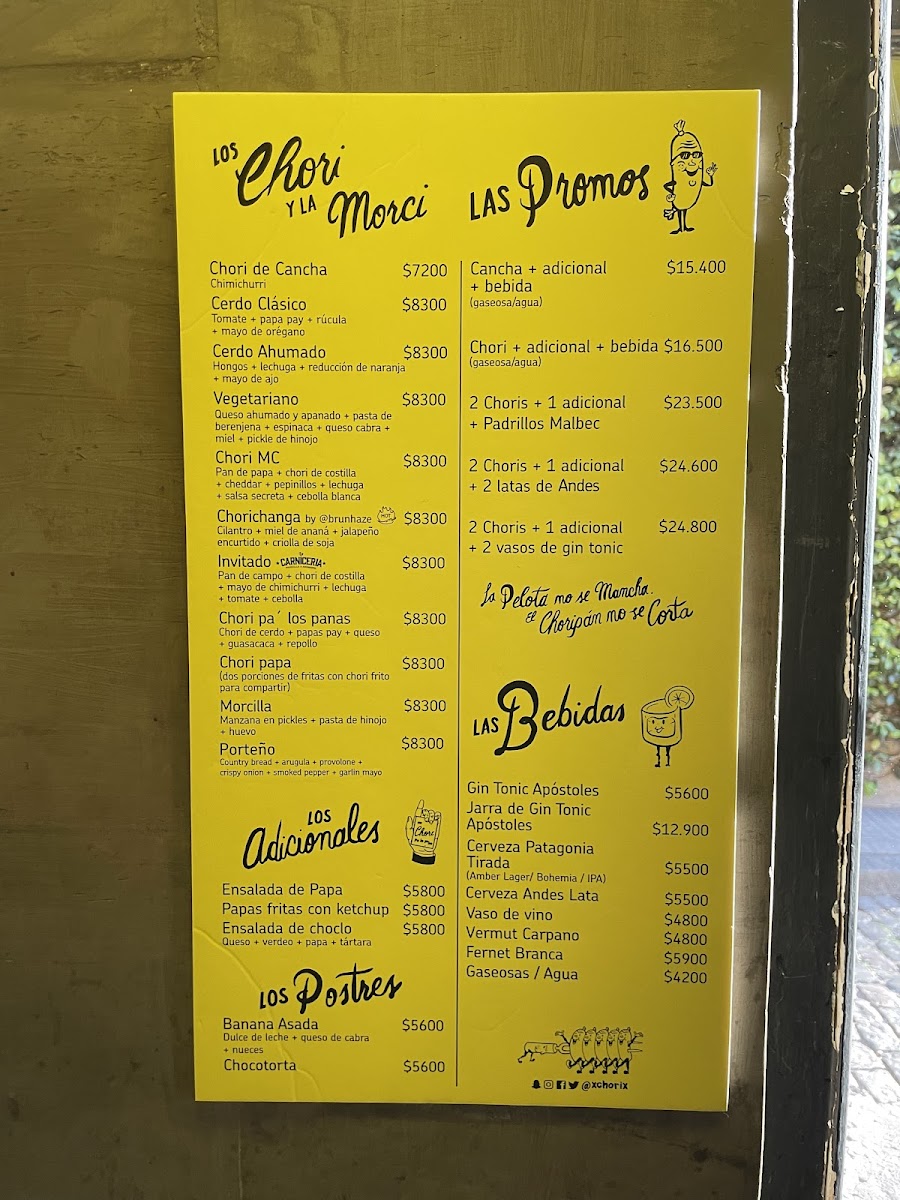 LOS Chori
Y LA Morci
Chori de Cancha $7200
Chimichurri
Cerdo Clásico $8300
Tomate + papa pay + rúcula
+ mayo de orégano
Cerdo Ahumado $8300
Hongos + lechuga + reducción de naranja
+ mayo de ajo
Vegetariano $8300
Queso ahumado y apanado + pasta de
berenjena + espinaca + queso cabra +
miel + pickle de hinojo
Chori MC $8300
Pan de papa + chori de costilla
+ cheddar + pepinillos + lechuga
+ salsa secreta + cebolla blanca
Chorichanga by @brunhaze HOT $8300
Cilantro + miel de ananá + jalapeño
encurtido + criolla de soja
Invitado CARNICERIA $8300
Pan de campo + chori de costilla
+ mayo de chimichurri + lechuga
+ tomate + cebolla
Chori pa´ los panas $8300
Chori de cerdo + papas pay + queso
+ guasacaca + repollo
Chori papa $8300
(dos porciones de fritas con chori frito
para compartir)
Morcilla $8300
Manzana en pickles + pasta de hinojo
+ huevo
Porteño $8300
Country bread + arugula + provolone +
crispy onion + smoked pepper + garlin mayo
LOS
Adicionales
Chori
Ensalada de Papa $5800
Papas fritas con ketchup $5800
Ensalada de choclo $5800
Queso + verdeo + papa + tártara
LOS Postres
Banana Asada $5600
Dulce de leche + queso de cabra
+ nueces
Chocotorta $5600
LAS Promos
Cancha + adicional $15.400
+ bebida
(gaseosa/agua)
Chori + adicional + bebida $16.500
(gaseosa/agua)
2 Choris + 1 adicional $23.500
+ Padrillos Malbec
2 Choris + 1 adicional $24.600
+ 2 latas de Andes
2 Choris + 1 adicional $24.800
+ 2 vasos de gin tonic
La Pelota no se Mancha.
el Choripán no se Corta
LAS Bebidas
Gin Tonic Apóstoles $5600
Jarra de Gin Tonic
Apóstoles $12.900
Cerveza Patagonia
Tirada $5500
(Amber Lager/ Bohemia / IPA)
Cerveza Andes Lata $5500
Vaso de vino $4800
Vermut Carpano $4800
Fernet Branca $5900
Gaseosas / Agua $4200
@xchorix